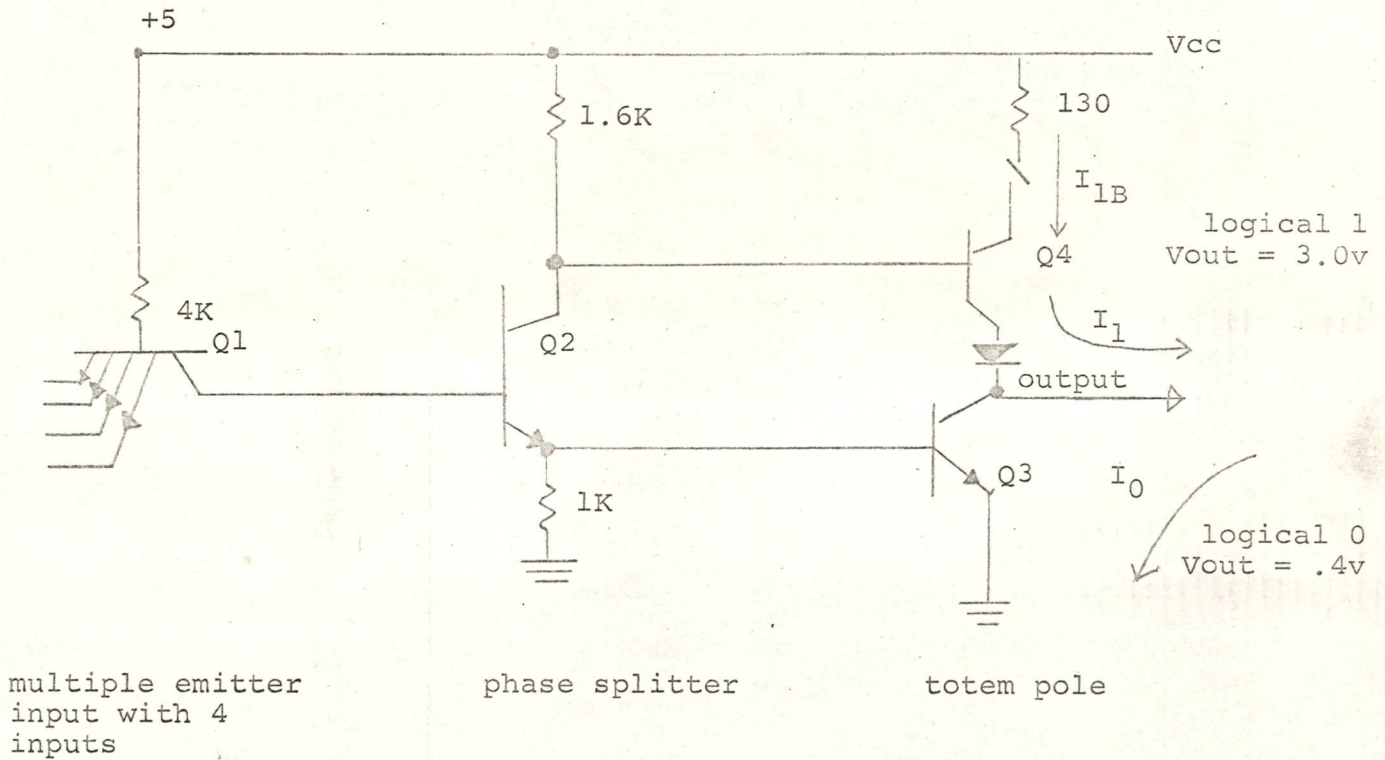 +5
Vcc
130
1.6K
I1B
logical 1
Vout = 3.0v
Q4
4K
Q1
Q2
I1
output
Q3
I0
1K
logical 0
Vout = .4v
multiple emitter
input with 4
inputs
phase splitter
totem pole